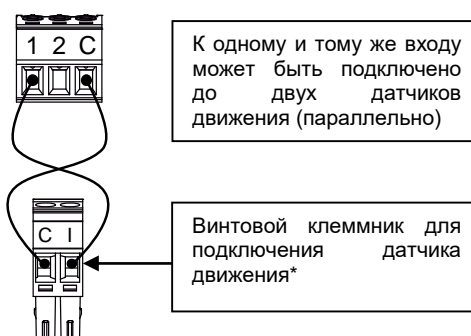 1 2 C
К одному и тому же входу
может быть подключено
до двух датчиков
движения (параллельно)
C I
Винтовой клеммник для
подключения датчика
движения*